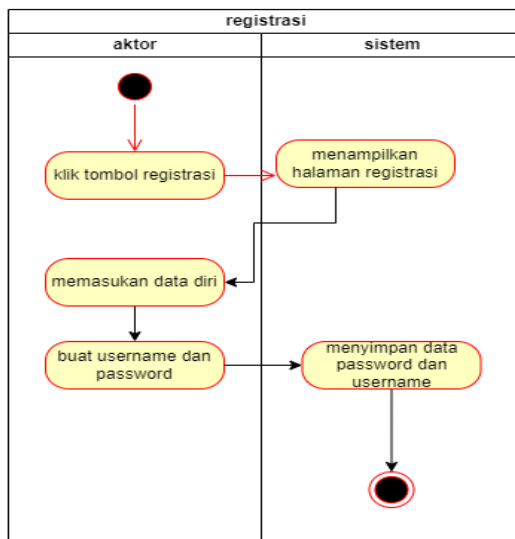 registrasi
aktor
sistem
klik tombol registrasi
menampilkan
halaman registrasi
memasukan data diri
buat username dan
password
menyimpan data
password dan
username